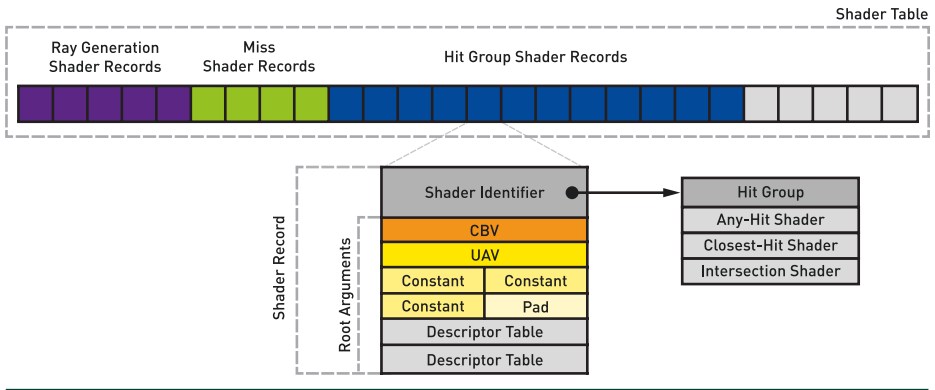 Shader Table
Ray Generation
Shader Records
Miss
Shader Records
Hit Group Shader Records
Shader Record
Root Arguments
Shader Identifier
CBV
UAV
Constant Constant
Constant Pad
Descriptor Table
Descriptor Table
Hit Group
Any-Hit Shader
Closest-Hit Shader
Intersection Shader